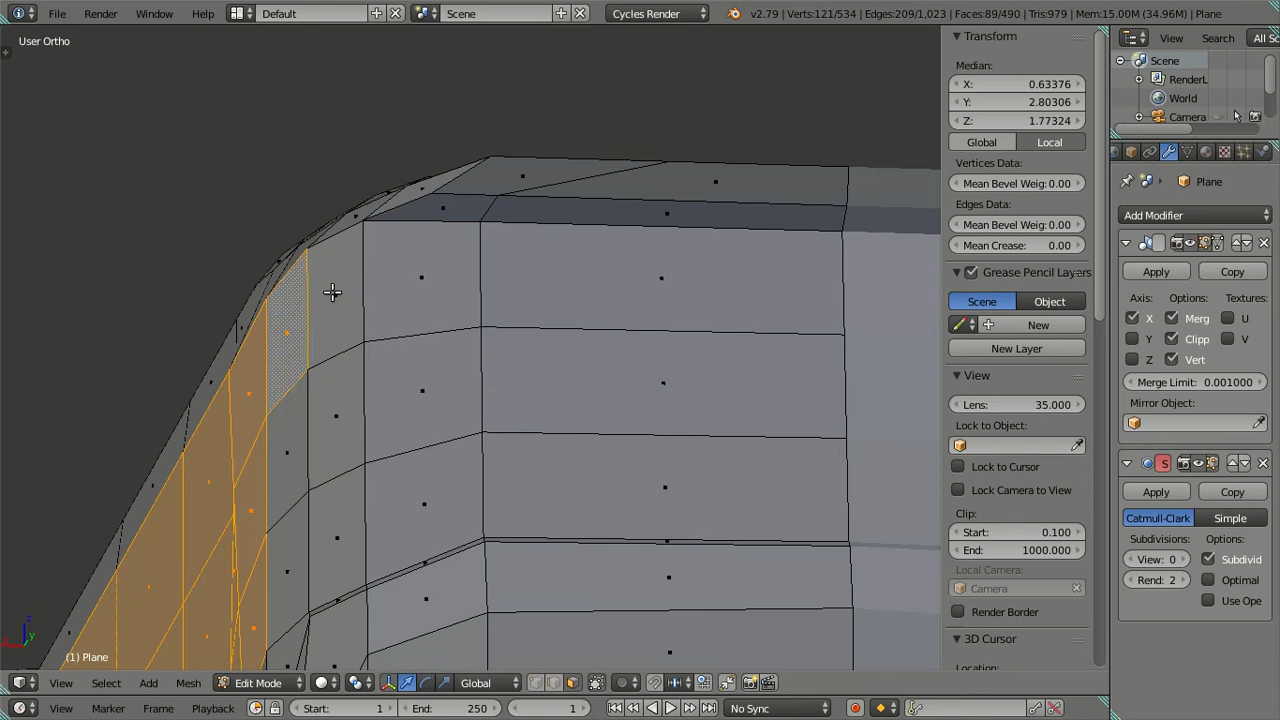 File Render Window Help Default Scene Cycles Render v2.79 | Verts:121/534 | Edges:209/1,023 | Faces:89/490 | Tris:979 | Mem:15.00M (34.96M) | Plane
User Ortho
Transform
Median:
X: 0.63376
Y: 2.80306
Z: 1.77324
Global Local
Vertices Data:
Mean Bevel Weig: 0.00
Edges Data:
Mean Bevel Weig: 0.00
Mean Crease: 0.00
Grease Pencil Layers
Scene Object
New
New Layer
View
Lens: 35.000
Lock to Object:
Lock to Cursor
Lock Camera to View
Clip:
Start: 0.100
End: 1000.000
Local Camera:
Camera
Render Border
3D Cursor
Location:
View Search All Sc
Scene
RenderL
World
Camera
Plane
Add Modifier
Apply Copy
Axis: Options: Textures:
X Merg U
Y Clipp V
Z Vert
Merge Limit: 0.001000
Mirror Object:
S
Apply Copy
Catmull-Clark Simple
Subdivisions: Options:
View: 0 Subdivid
Rend: 2 Optimal
Use Ope
z
y
x
(1) Plane
View Select Add Mesh Edit Mode Global
View Marker Frame Playback Start: 1 End: 250 1 No Sync